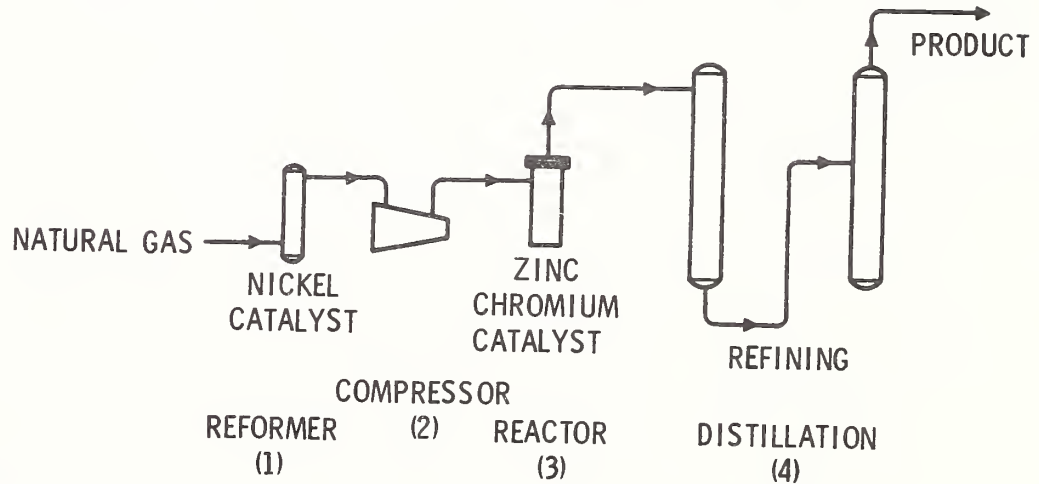 PRODUCT
NATURAL GAS
NICKEL
CATALYST
ZINC
CHROMIUM
CATALYST
REFINING
COMPRESSOR
(2)
REFORMER
(1)
REACTOR
(3)
DISTILLATION
(4)